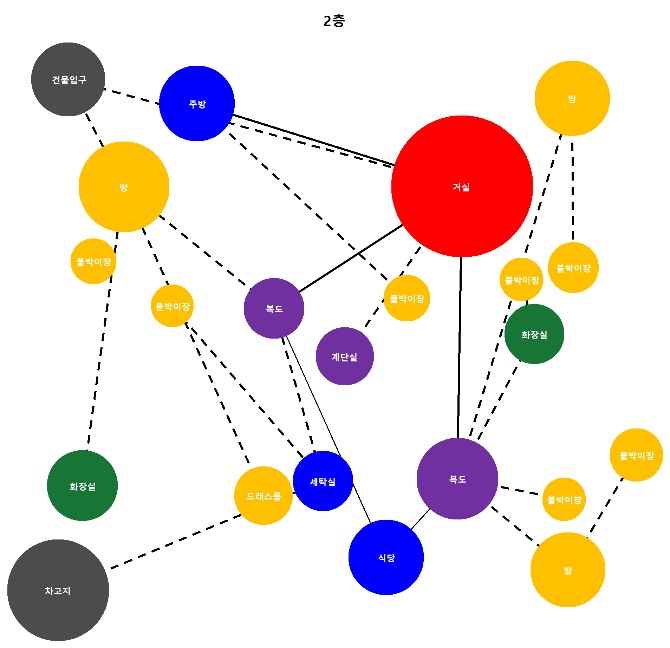 2층
건물입구
주방
방
거실
방
붙박이장
붙박이장
붙박이장
붙박이장
붙박이장
복도
계단실
화장실
화장실
드레스룸
세탁실
복도
붙박이장
붙박이장
식당
방
차고지